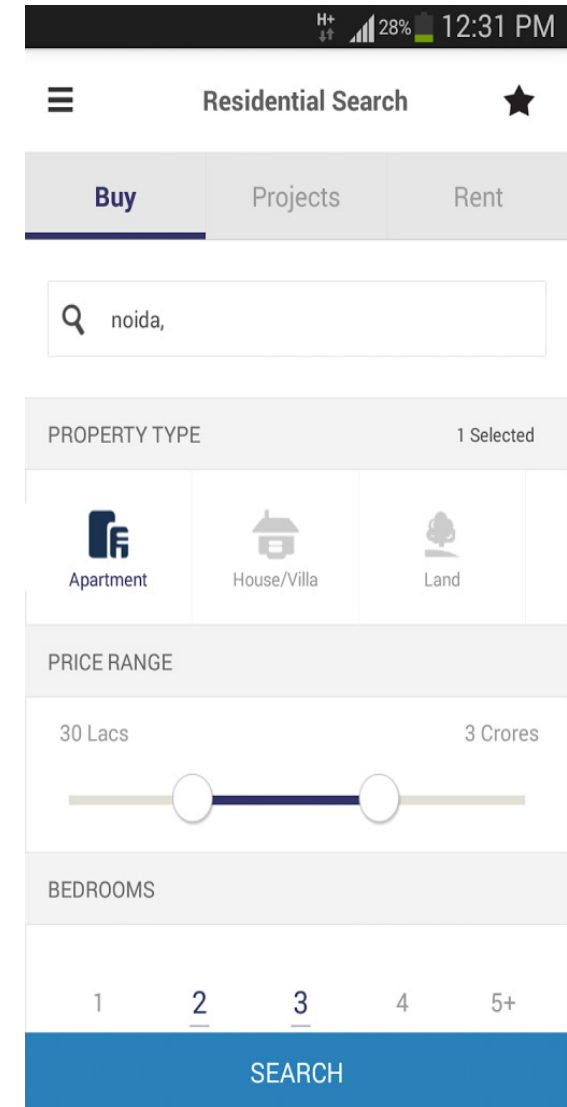 H+ 28% 12:31 PM
Residential Search
Buy Projects Rent
noida,
PROPERTY TYPE 1 Selected
Apartment House/Villa Land
PRICE RANGE
30 Lacs 3 Crores
BEDROOMS
1 2 3 4 5+
SEARCH